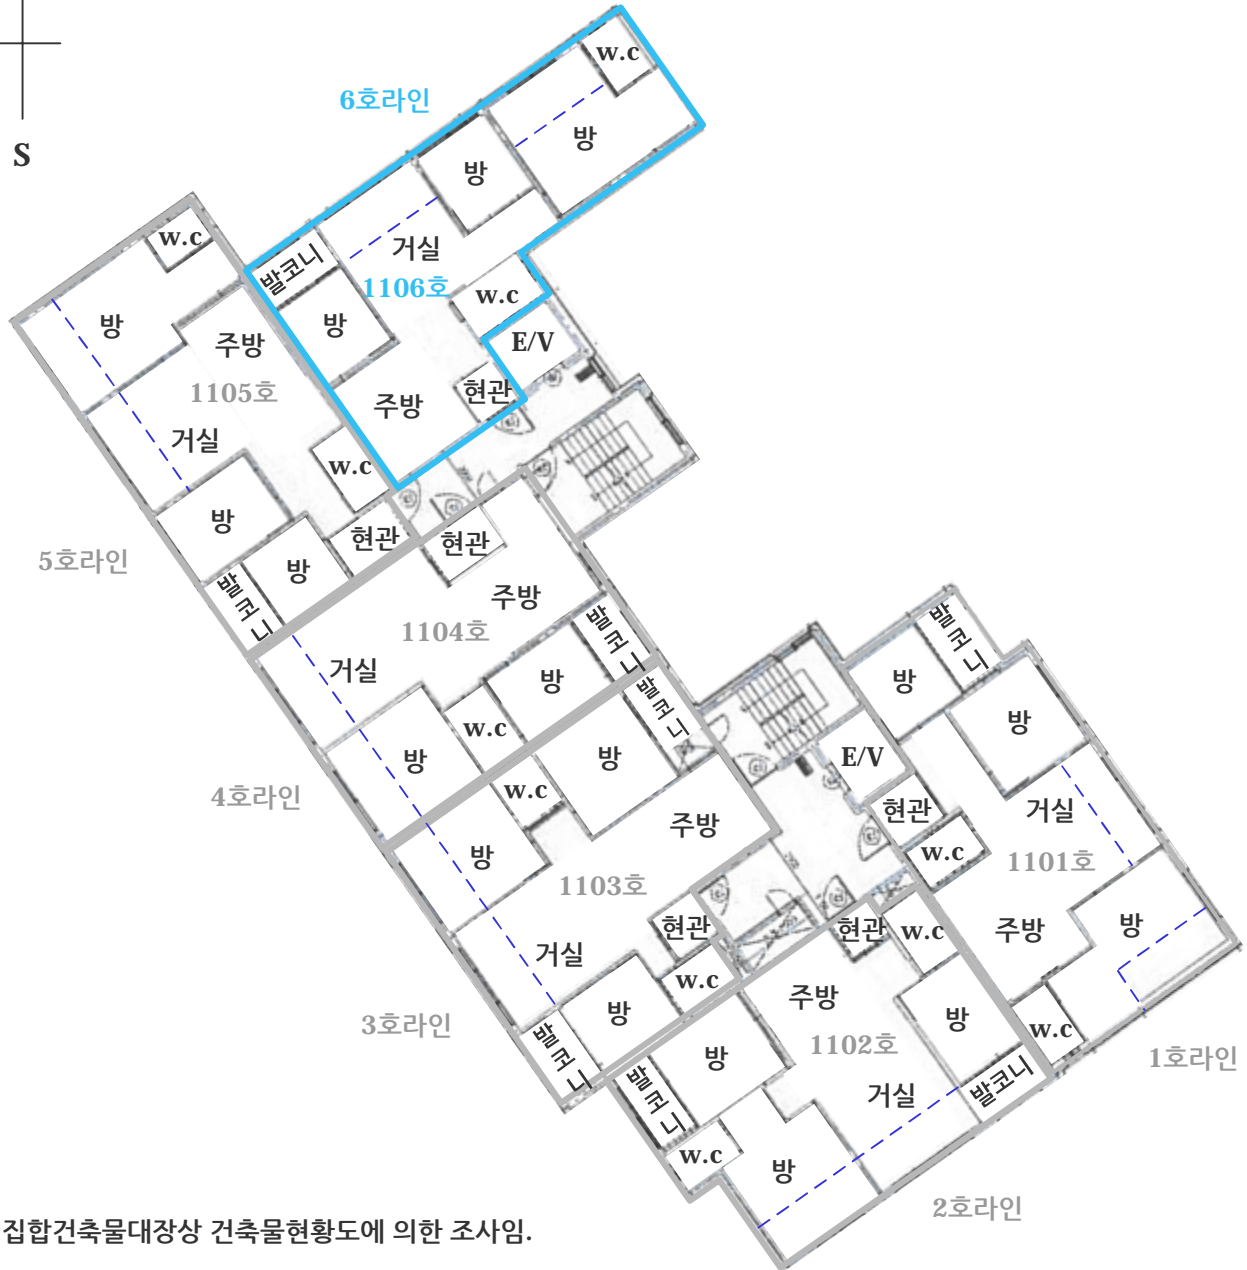 S
6호라인
w.c
방
방
거실
발코니
1106호
w.c
방
E/V
주방
현관
w.c
방
주방
1105호
거실
w.c
방
현관
방
발코니
5호라인
현관
주방
1104호
발코니
거실
방
w.c
방
4호라인
발코니
방
w.c
주방
방
1103호
현관
거실
w.c
방
발코니
3호라인
발코니
방
방
E/V
현관
거실
w.c
1101호
주방
방
w.c
1호라인
현관
w.c
주방
방
1102호
방
발코니
거실
발코니
w.c
방
2호라인
집합건축물대장상 건축물현황도에 의한 조사임.